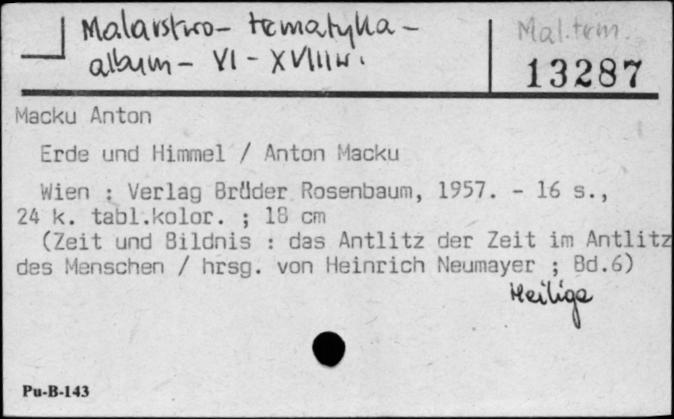 Malarstwo - tematyka -
album - VI - XVIII w.
Mal. tem.
13287
Macku Anton
Erde und Himmel / Anton Macku
Wien : Verlag Brüder Rosenbaum, 1957. - 16 s.,
24 k. tabl.kolor. ; 18 cm
(Zeit und Bildnis : das Antlitz der Zeit im Antlitz
des Menschen / hrsg. von Heinrich Neumayer ; Bd.6)
Heilige
Pu-B-143